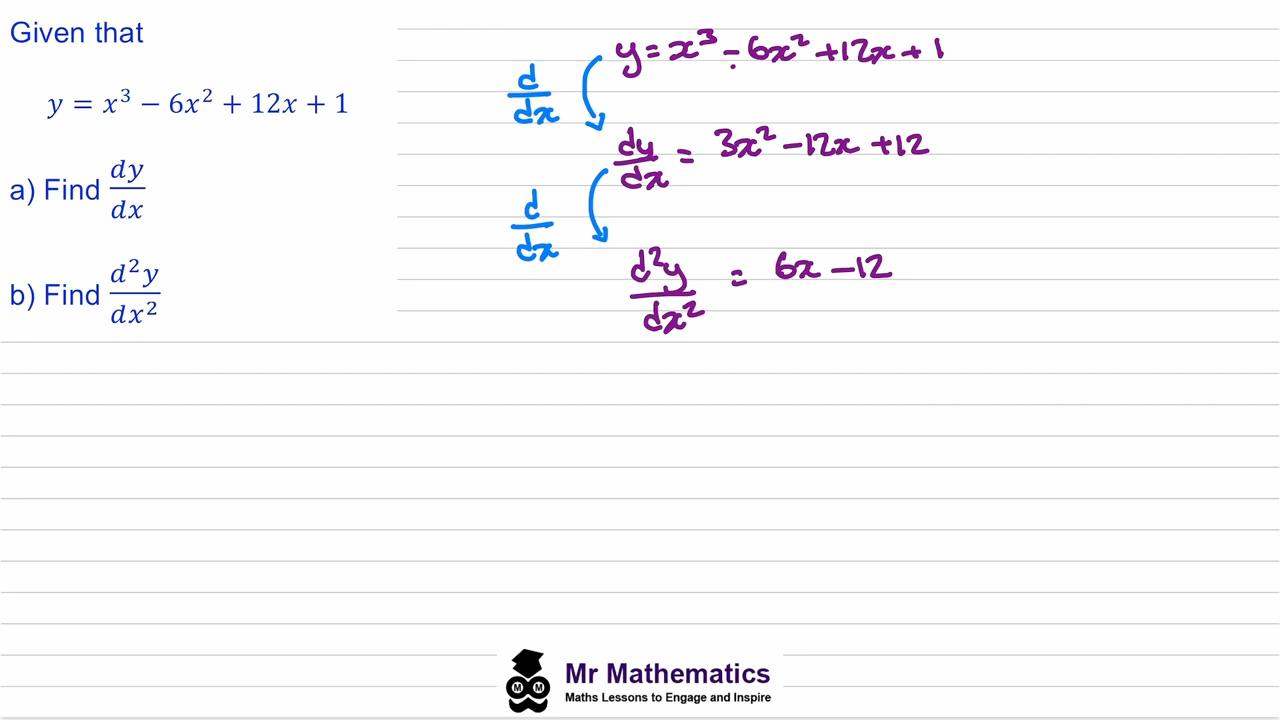 Given that
y = x³ − 6x² + 12x + 1
a) Find dy/dx
b) Find d²y/dx²
y = x³ − 6x² + 12x + 1
d/dx
dy/dx = 3x² − 12x + 12
d/dx
d²y/dx² = 6x − 12
M M
Mr Mathematics
Maths Lessons to Engage and Inspire